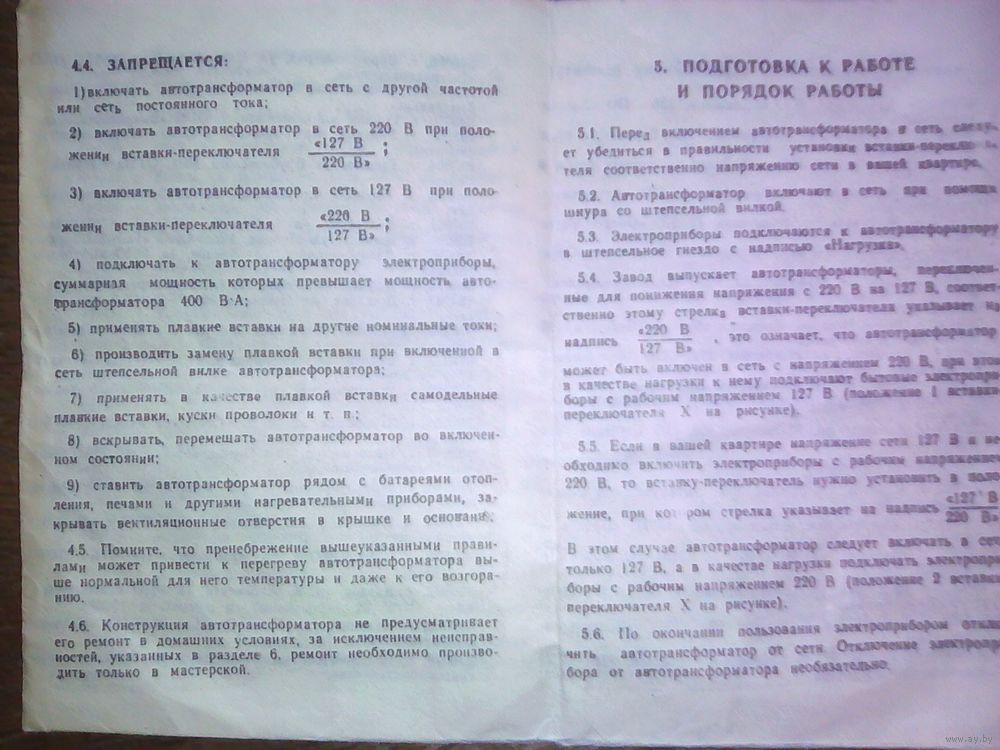 4.4. ЗАПРЕЩАЕТСЯ:
1) включать автотрансформатор в сеть с другой частотой
или сеть постоянного тока;
2) включать автотрансформатор в сеть 220 В при поло-
жении вставки-переключателя «127 В / 220 В» ;
3) включать автотрансформатор в сеть 127 В при поло-
жении вставки-переключателя «220 В / 127 В» ;
4) подключать к автотрансформатору электроприборы,
суммарная мощность которых превышает мощность авто-
трансформатора 400 В·А;
5) применять плавкие вставки на другие номинальные токи;
6) производить замену плавкой вставки при включенной в
сеть штепсельной вилке автотрансформатора;
7) применять в качестве плавкой вставки самодельные
плавкие вставки, куски проволоки и т. п.;
8) вскрывать, перемещать автотрансформатор во включен-
ном состоянии;
9) ставить автотрансформатор рядом с батареями отоп-
ления, печами и другими нагревательными приборами, за-
крывать вентиляционные отверстия в крышке и основании.
4.5. Помните, что пренебрежение вышеуказанными прави-
лами может привести к перегреву автотрансформатора вы-
ше нормальной для него температуры и даже к его возгора-
нию.
4.6. Конструкция автотрансформатора не предусматривает
его ремонт в домашних условиях, за исключением неисправ-
ностей, указанных в разделе 6, ремонт необходимо произво-
дить только в мастерской.
5. ПОДГОТОВКА К РАБОТЕ
И ПОРЯДОК РАБОТЫ
5.1. Перед включением автотрансформатора в сеть следу-
ет убедиться в правильности установки вставки-переключа-
теля соответственно напряжению сети в вашей квартире.
5.2. Автотрансформатор включают в сеть при помощи
шнура со штепсельной вилкой.
5.3. Электроприборы подключаются к автотрансформатору
в штепсельное гнездо с надписью «Нагрузка».
5.4. Завод выпускает автотрансформаторы, переключен-
ные для понижения напряжения с 220 В на 127 В, соответ-
ственно этому стрелка вставки-переключателя указывает на
надпись «220 В / 127 В» , это означает, что автотрансформатор
может быть включен в сеть с напряжением 220 В, при этом
в качестве нагрузки к нему подключают бытовые электропри-
боры с рабочим напряжением 127 В (положение 1 вставки-
переключателя X на рисунке).
5.5. Если в вашей квартире напряжение сети 127 В и не-
обходимо включить электроприборы с рабочим напряжением
220 В, то вставку-переключатель нужно установить в поло-
жение, при котором стрелка указывает на надпись «127 В / 220 В»
В этом случае автотрансформатор следует включать в сеть
только 127 В, а в качестве нагрузки подключать электропри-
боры с рабочим напряжением 220 В (положение 2 вставки-
переключателя X на рисунке).
5.6. По окончании пользования электроприбором отклю-
чить автотрансформатор от сети. Отключение электропри-
бора от автотрансформатора необязательно.
www.ay.by